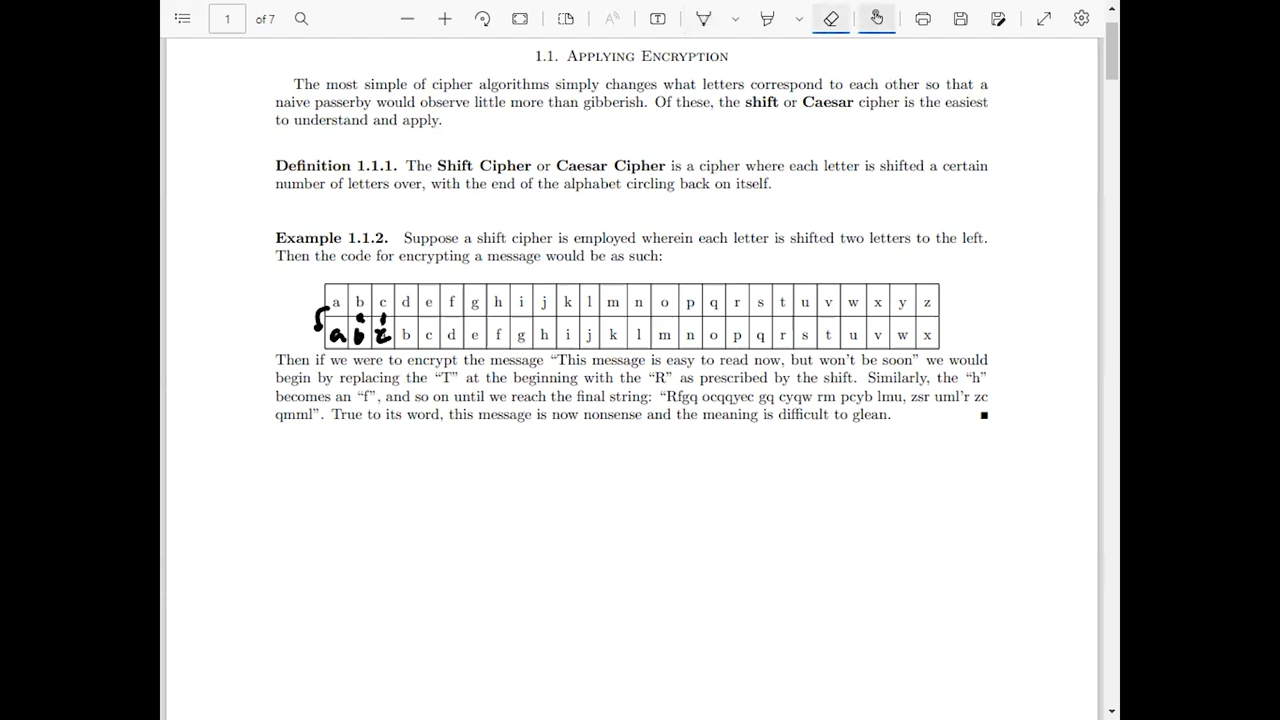 1 of 7
1.1. APPLYING ENCRYPTION
The most simple of cipher algorithms simply changes what letters correspond to each other so that a
naive passerby would observe little more than gibberish. Of these, the shift or Caesar cipher is the easiest
to understand and apply.
Definition 1.1.1. The Shift Cipher or Caesar Cipher is a cipher where each letter is shifted a certain
number of letters over, with the end of the alphabet circling back on itself.
Example 1.1.2. Suppose a shift cipher is employed wherein each letter is shifted two letters to the left.
Then the code for encrypting a message would be as such:
a b c d e f g h i j k l m n o p q r s t u v w x y z
a b b c d e f g h i j k l m n o p q r s t u v w x
Then if we were to encrypt the message “This message is easy to read now, but won’t be soon” we would
begin by replacing the “T” at the beginning with the “R” as prescribed by the shift. Similarly, the “h”
becomes an “f”, and so on until we reach the final string: “Rfgq ocqqyec gq cyqw rm pcyb lmu, zsr uml’r zc
qmml”. True to its word, this message is now nonsense and the meaning is difficult to glean.